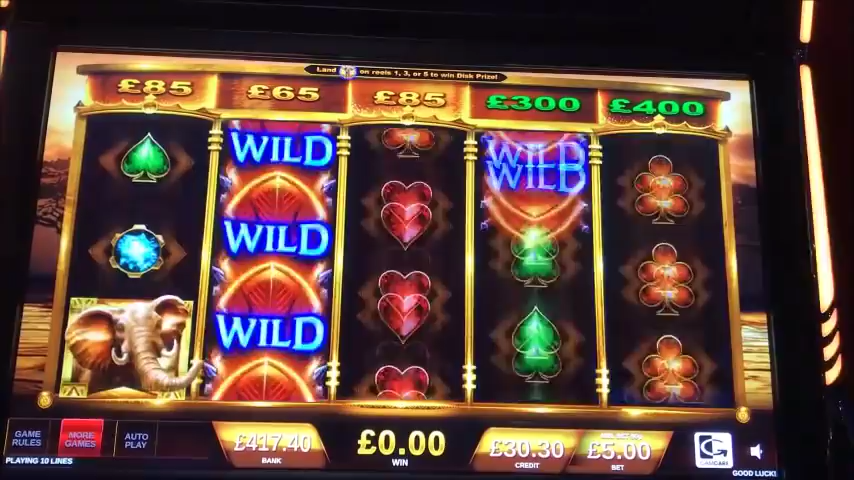 Land on reels 1, 3, or 5 to win Disk Prize!
£85 £65 £85 £300 £400
WILD WILD
WILD
WILD
WILD
GAME RULES MORE GAMES AUTO PLAY
£417.40 £0.00 £30.30 £5.00
BANK WIN CREDIT BET
PLAYING 10 LINES GOOD LUCK!